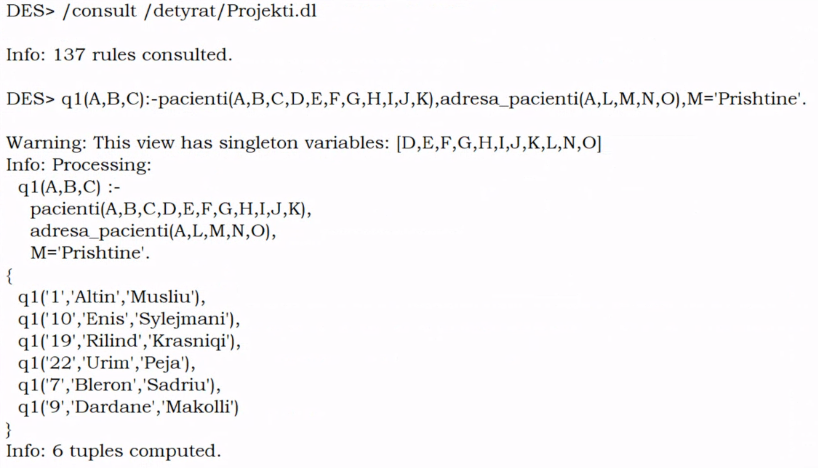 DES> /consult /detyrat/Projekti.dl
Info: 137 rules consulted.
DES> q1(A,B,C):-pacienti(A,B,C,D,E,F,G,H,I,J,K),adresa_pacienti(A,L,M,N,O),M='Prishtine'.
Warning: This view has singleton variables: [D,E,F,G,H,I,J,K,L,N,O]
Info: Processing:
q1(A,B,C) :-
pacienti(A,B,C,D,E,F,G,H,I,J,K),
adresa_pacienti(A,L,M,N,O),
M='Prishtine'.
{
q1('1','Altin','Musliu'),
q1('10','Enis','Sylejmani'),
q1('19','Rilind','Krasniqi'),
q1('22','Urim','Peja'),
q1('7','Bleron','Sadriu'),
q1('9','Dardane','Makolli')
}
Info: 6 tuples computed.